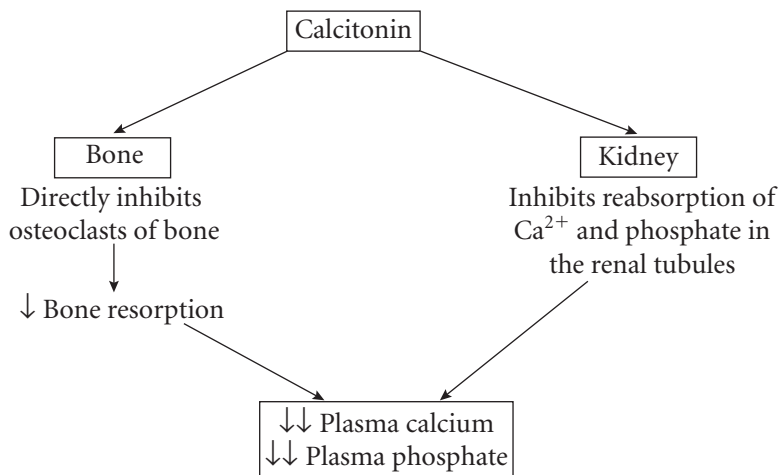 Calcitonin
Bone
Directly inhibits
osteoclasts of bone
↓ Bone resorption
Kidney
Inhibits reabsorption of
Ca²⁺ and phosphate in
the renal tubules
↓↓ Plasma calcium
↓↓ Plasma phosphate